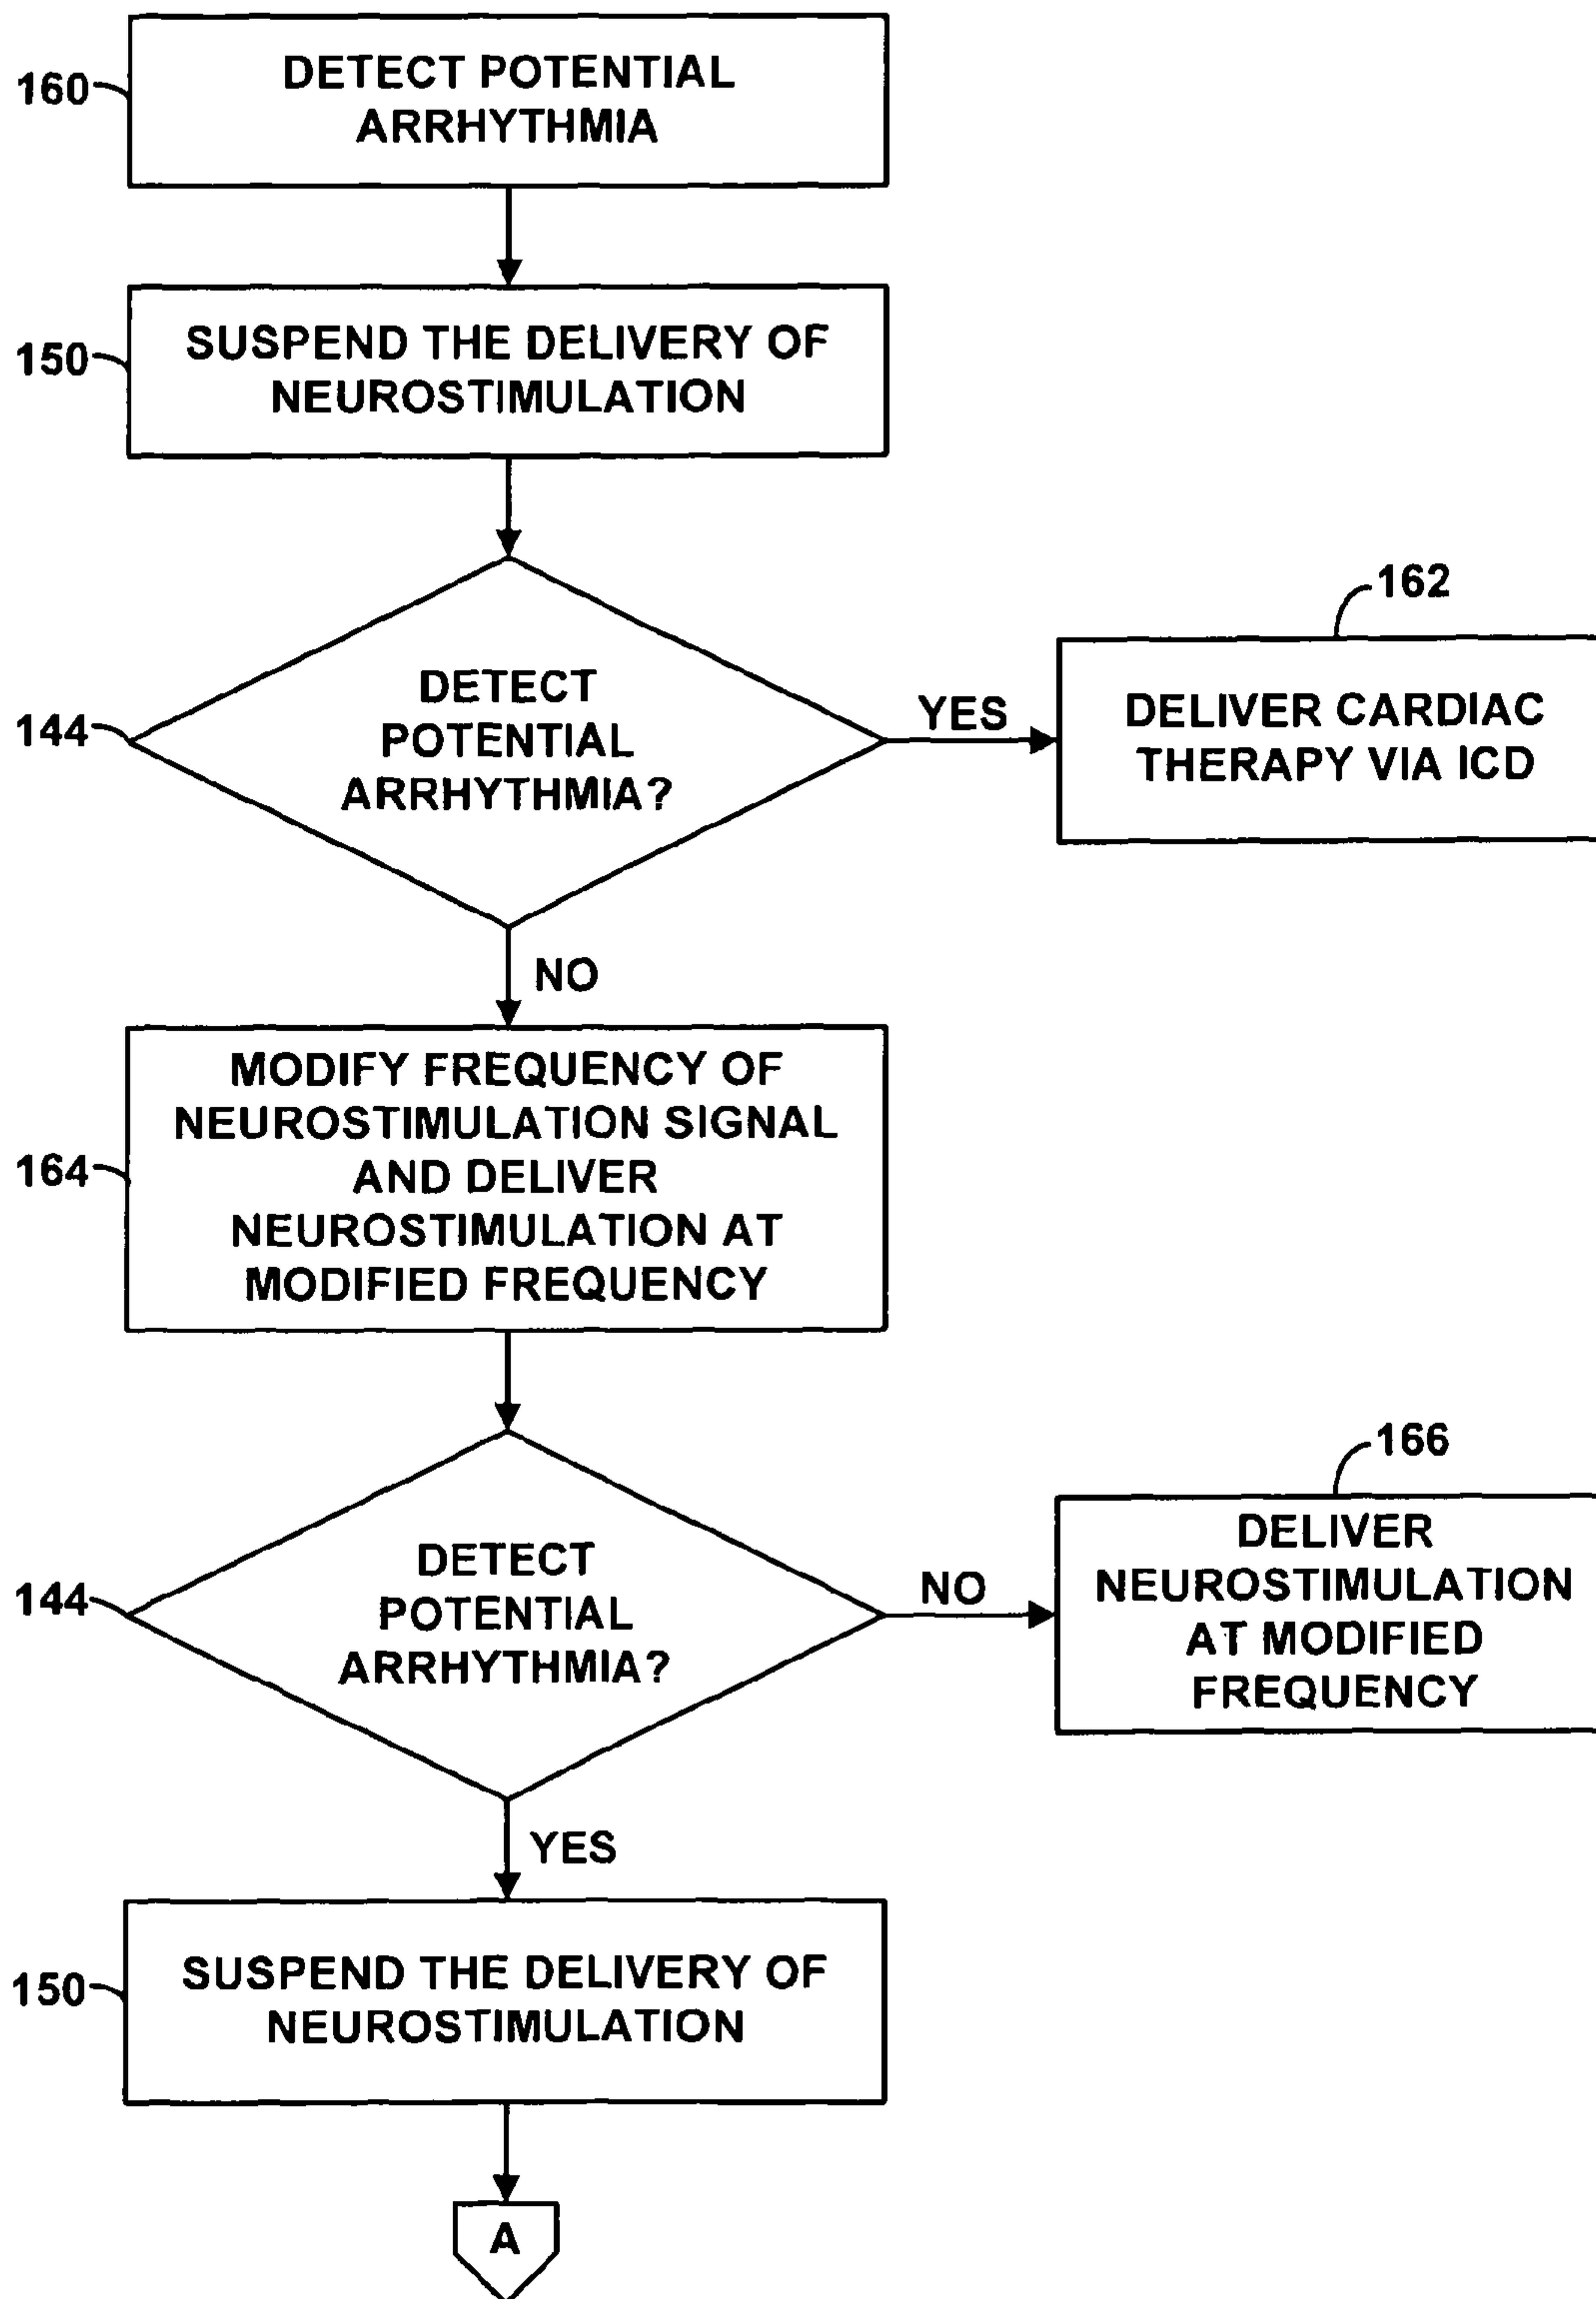 160
DETECT POTENTIAL
ARRHYTHMIA
150
SUSPEND THE DELIVERY OF
NEUROSTIMULATION
144
DETECT
POTENTIAL
ARRHYTHMIA?
YES
162
DELIVER CARDIAC
THERAPY VIA ICD
NO
164
MODIFY FREQUENCY OF
NEUROSTIMULATION SIGNAL
AND DELIVER
NEUROSTIMULATION AT
MODIFIED FREQUENCY
144
DETECT
POTENTIAL
ARRHYTHMIA?
NO
166
DELIVER
NEUROSTIMULATION
AT MODIFIED
FREQUENCY
YES
150
SUSPEND THE DELIVERY OF
NEUROSTIMULATION
A